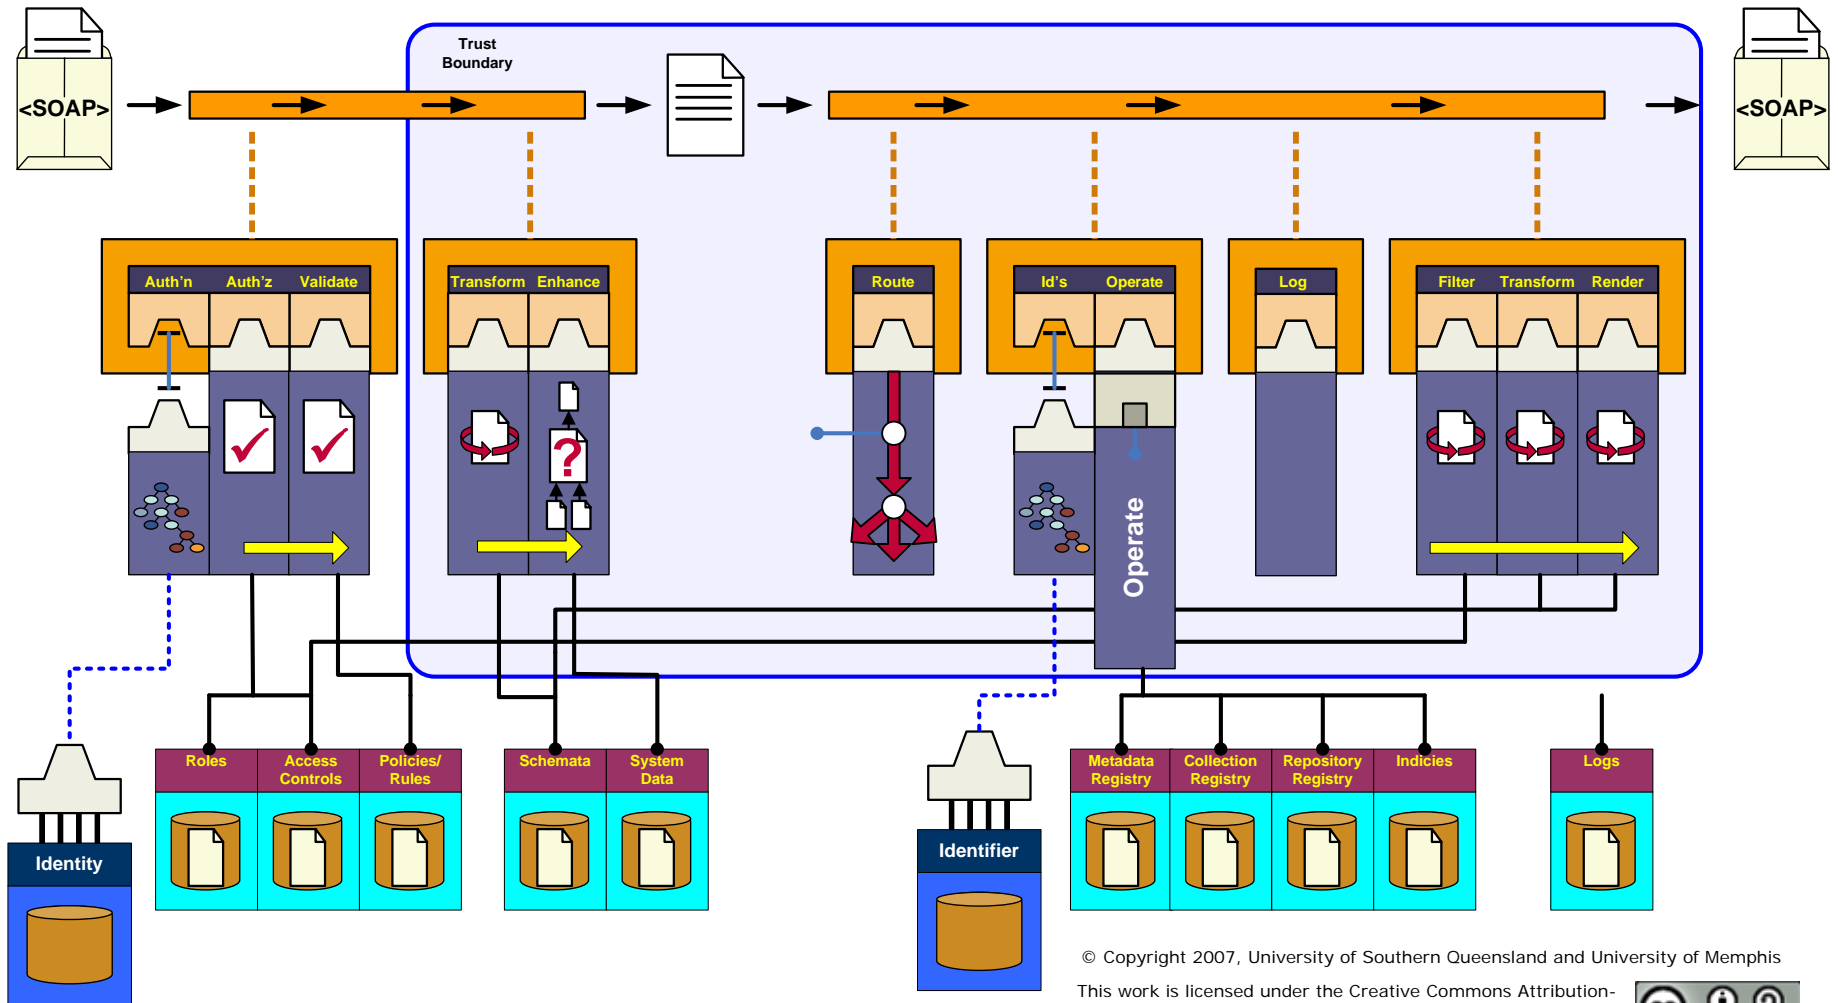 Trust
Boundary
<SOAP>
<SOAP>
Auth'n
Auth'z
Validate
Transform
Enhance
Route
Id's
Operate
Log
Filter
Transform
Render
Operate
Roles
Access
Controls
Policies/
Rules
Schemata
System
Data
Metadata
Registry
Collection
Registry
Repository
Registry
Indicies
Logs
Identity
Identifier
© Copyright 2007, University of Southern Queensland and University of Memphis
This work is licensed under the Creative Commons Attribution-